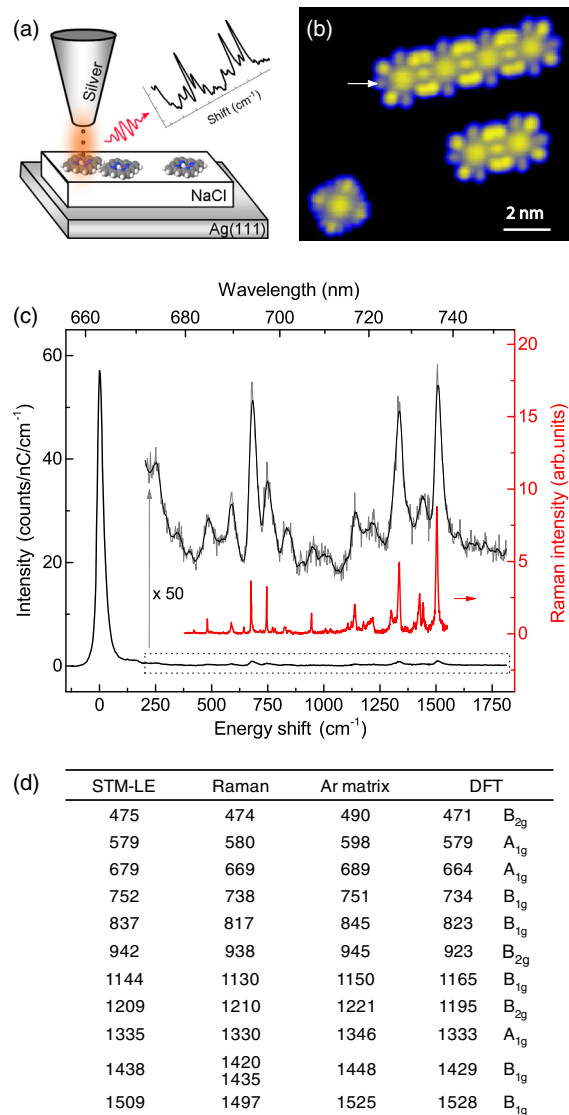 (a)
Silver
Shift (cm⁻¹)
NaCl
Ag(111)
(b)
2 nm
(c)
Wavelength (nm)
660 680 700 720 740
60
40
20
0
Intensity (counts/nC/cm⁻¹)
x 50
20
15
10
5
0
Raman intensity (arb.units)
0 250 500 750 1000 1250 1500 1750
Energy shift (cm⁻¹)
(d)
STM-LE Raman Ar matrix DFT
475 474 490 471 B₂g
579 580 598 579 A₁g
679 669 689 664 A₁g
752 738 751 734 B₁g
837 817 845 823 B₁g
942 938 945 923 B₂g
1144 1130 1150 1165 B₁g
1209 1210 1221 1195 B₂g
1335 1330 1346 1333 A₁g
1438 1420 1448 1429 B₁g
1435
1509 1497 1525 1528 B₁g